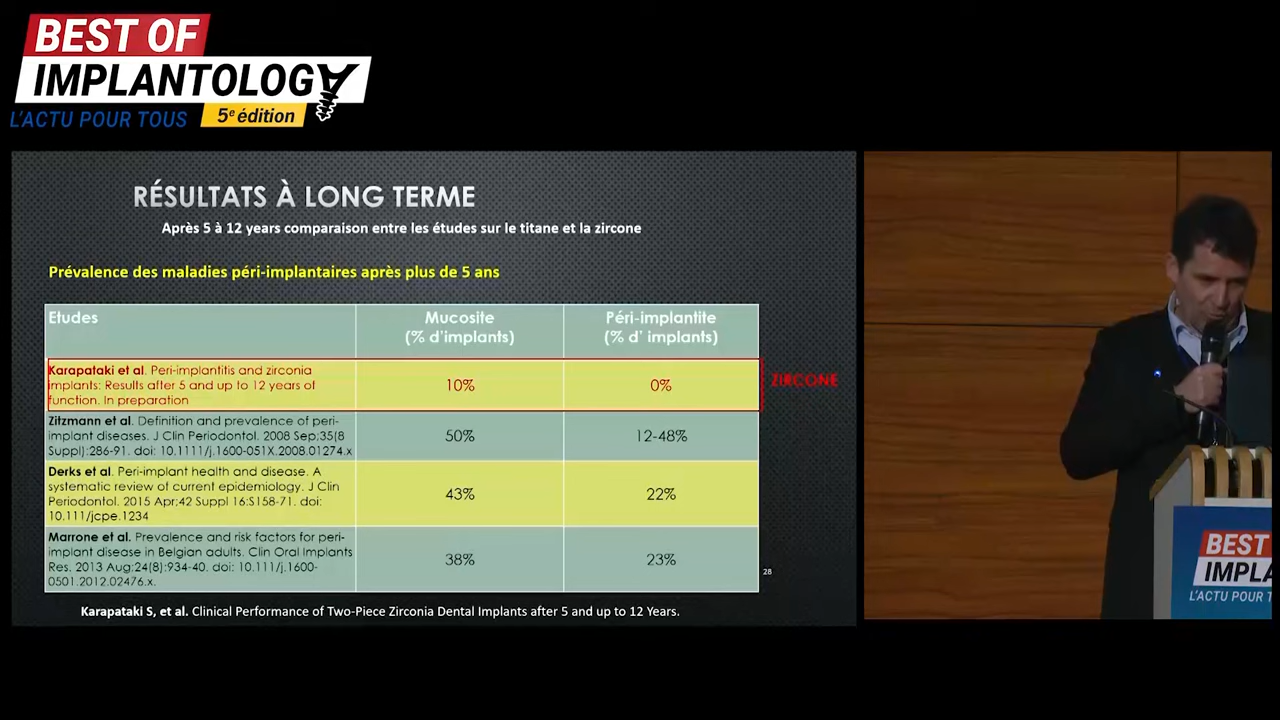 BEST OF
IMPLANTOLOGY
L'ACTU POUR TOUS
5e édition
RÉSULTATS À LONG TERME
Après 5 à 12 years comparaison entre les études sur le titane et la zircone
Prévalence des maladies péri-implantaires après plus de 5 ans
Etudes
Mucosite
(% d'implants)
Péri-implantite
(% d' implants)
Karapataki et al. Peri-implantitis and zirconia
implants: Results after 5 and up to 12 years of
function. In preparation
10%
0%
ZIRCONE
Zitzmann et al. Definition and prevalence of peri-
implant diseases. J Clin Periodontol. 2008 Sep;35(8
Suppl):286-91. doi: 10.1111/j.1600-051X.2008.01274.x
50%
12-48%
Derks et al. Peri-implant health and disease. A
systematic review of current epidemiology. J Clin
Periodontol. 2015 Apr;42 Suppl 16:S158-71. doi:
10.111/jcpe.1234
43%
22%
Marrone et al. Prevalence and risk factors for peri-
implant disease in Belgian adults. Clin Oral Implants
Res. 2013 Aug;24(8):934-40. doi: 10.111/j.1600-
0501.2012.02476.x.
38%
23%
28
Karapataki S, et al. Clinical Performance of Two-Piece Zirconia Dental Implants after 5 and up to 12 Years.
BEST
IMPLA
L'ACTU POUR T